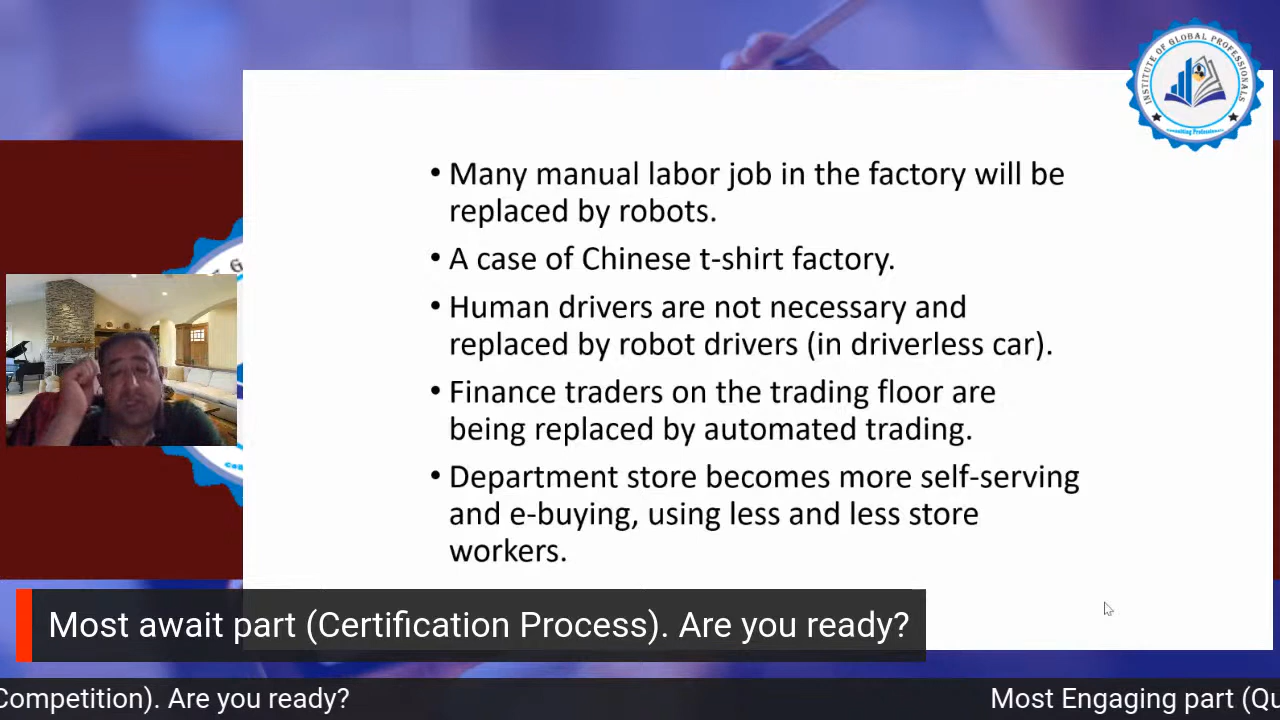 INSTITUTE OF GLOBAL PROFESSIONALS
Consulting Professionals
• Many manual labor job in the factory will be
replaced by robots.
• A case of Chinese t-shirt factory.
• Human drivers are not necessary and
replaced by robot drivers (in driverless car).
• Finance traders on the trading floor are
being replaced by automated trading.
• Department store becomes more self-serving
and e-buying, using less and less store
workers.
Most await part (Certification Process). Are you ready?
Competition). Are you ready?
Most Engaging part (Qu